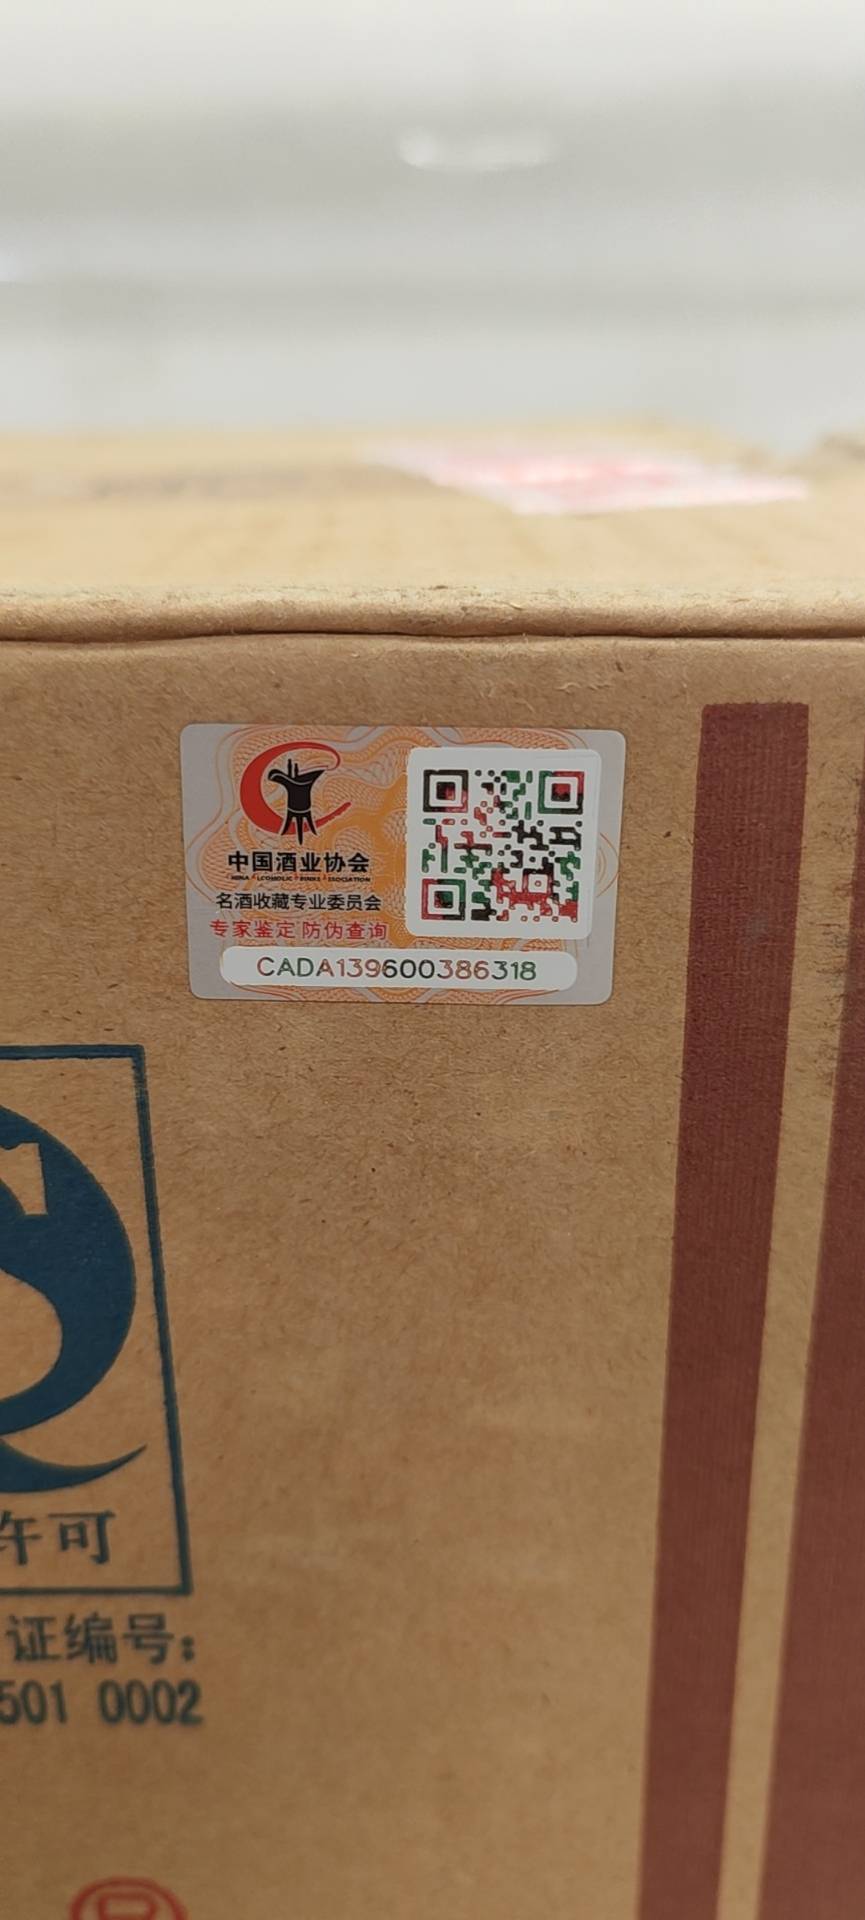 中国酒业协会
名酒收藏专业委员会
专家鉴定 防伪查询
CADA139600386318
许可
证编号:
501 0002